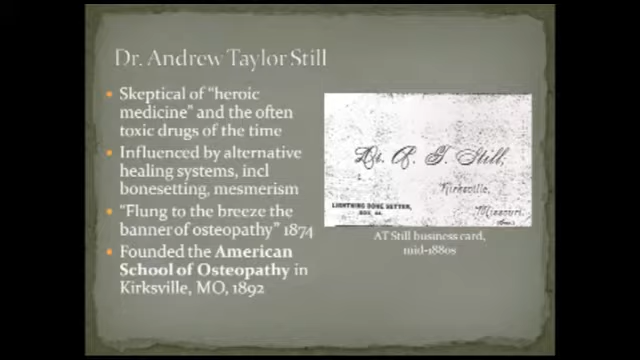 Dr. Andrew Taylor Still
Skeptical of "heroic
medicine" and the often
toxic drugs of the time
Influenced by alternative
healing systems, incl
bonesetting, mesmerism
"Flung to the breeze the
banner of osteopathy" 1874
Founded the American
School of Osteopathy in
Kirksville, MO, 1892
Dr. A. T. Still,
Kirksville,
Missouri.
LIGHTNING BONE SETTER,
AT Still business card,
mid-1880s